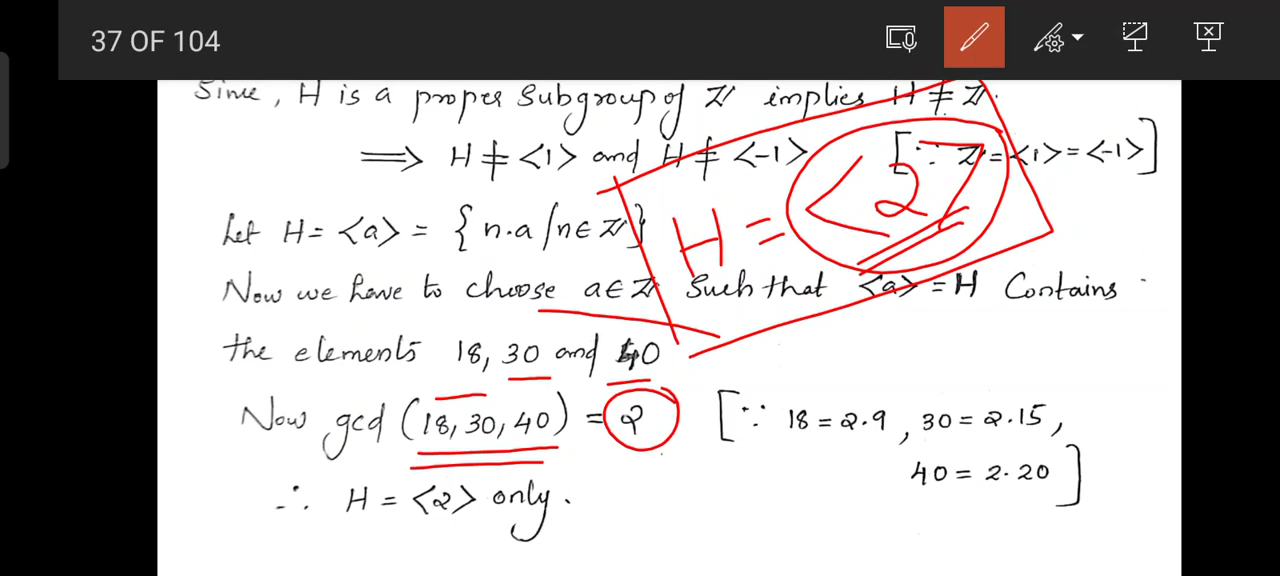 37 OF 104
Since, H is a proper subgroup of ℤ implies H ≠ ℤ.
⟹ H ≠ <1> and H ≠ <-1> [∵ ℤ = <1> = <-1>]
Let H = <a> = { n·a / n ∈ ℤ }
H = <2>
Now we have to choose a ∈ ℤ such that <a> = H Contains
the elements 18, 30 and 40
Now gcd (18, 30, 40) = 2 [∵ 18 = 2.9 , 30 = 2.15,
40 = 2.20 ]
∴ H = <2> only.